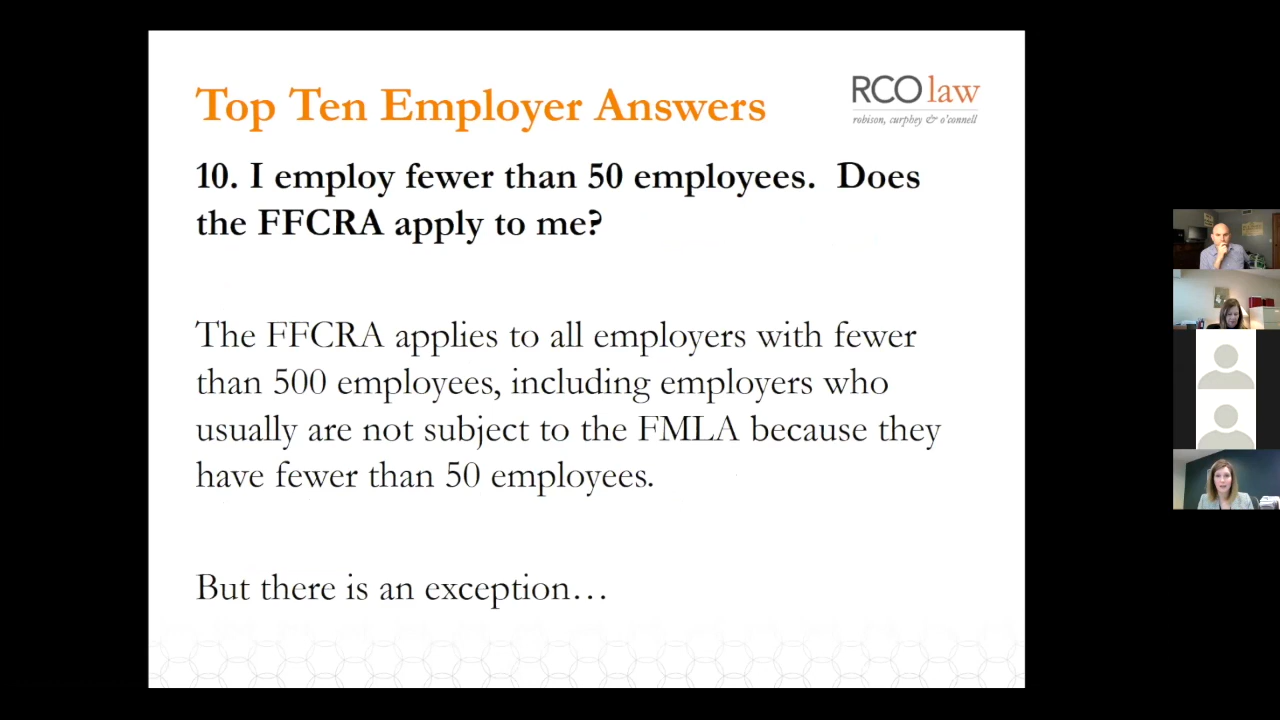 Top Ten Employer Answers
RCO law
robison, curphey & o'connell
10. I employ fewer than 50 employees.  Does
the FFCRA apply to me?
The FFCRA applies to all employers with fewer
than 500 employees, including employers who
usually are not subject to the FMLA because they
have fewer than 50 employees.
But there is an exception…